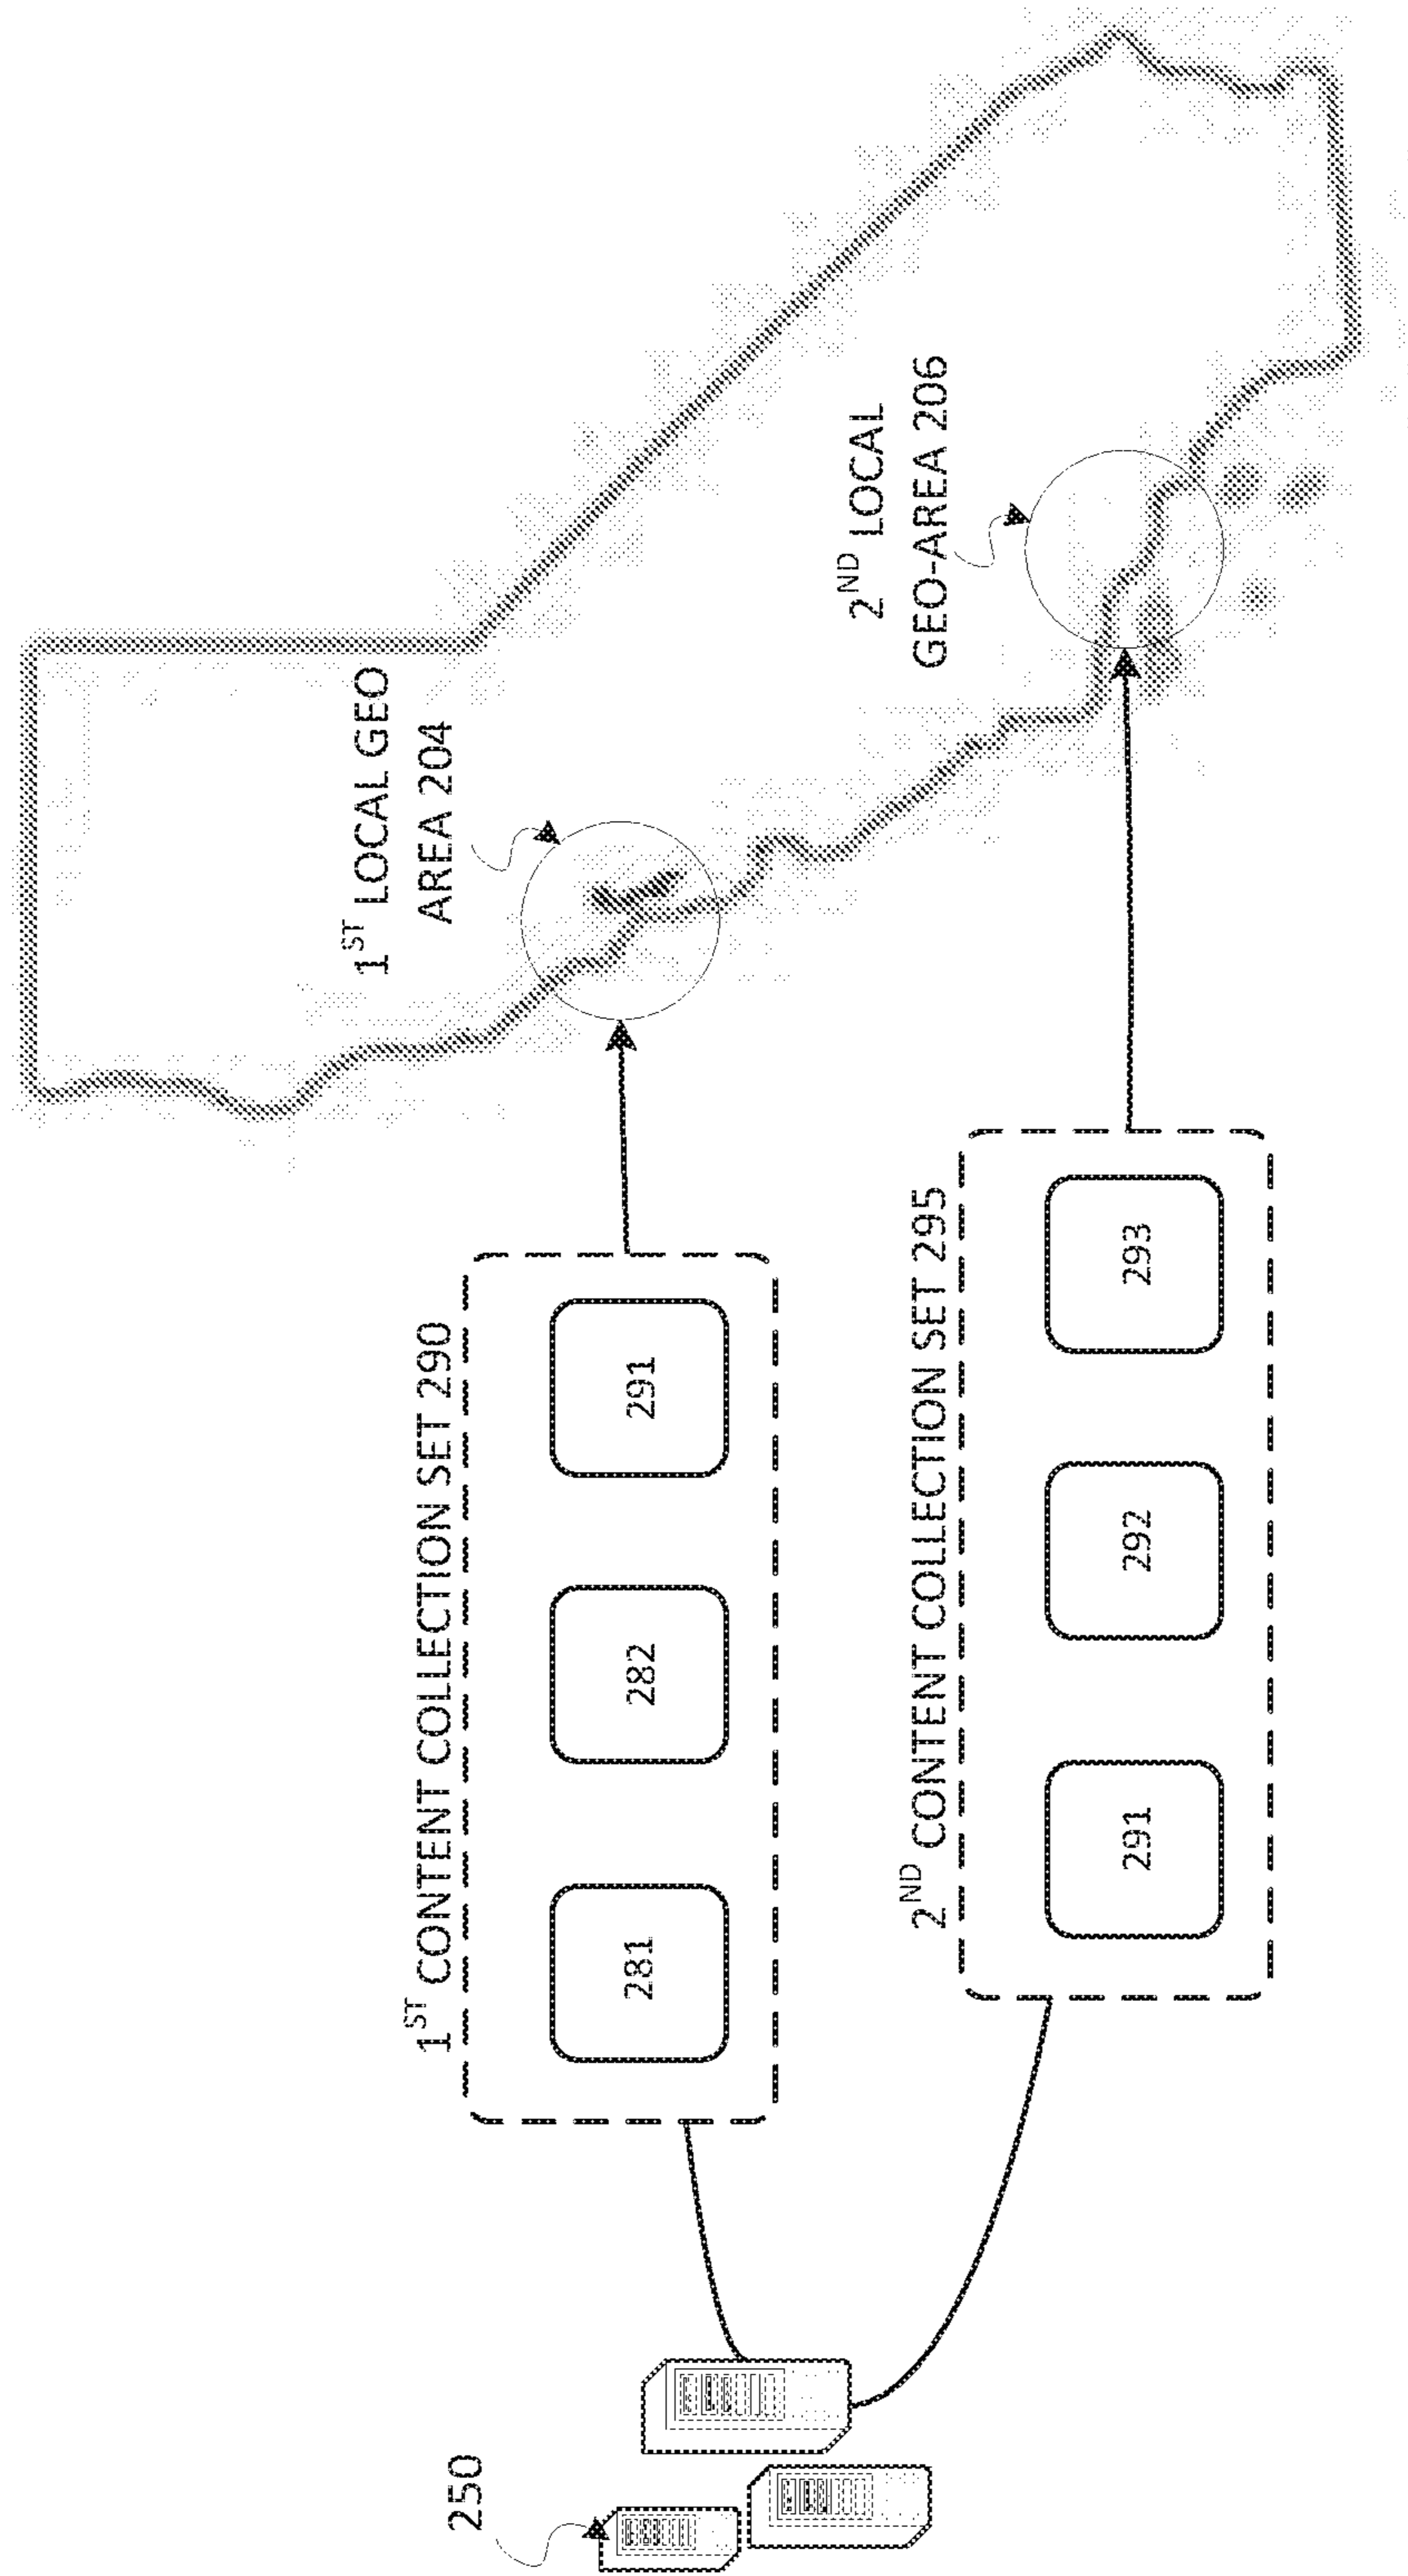 250
1ST CONTENT COLLECTION SET 290
281
282
291
1ST LOCAL GEO
AREA 204
2ND CONTENT COLLECTION SET 295
291
292
293
2ND LOCAL
GEO-AREA 206